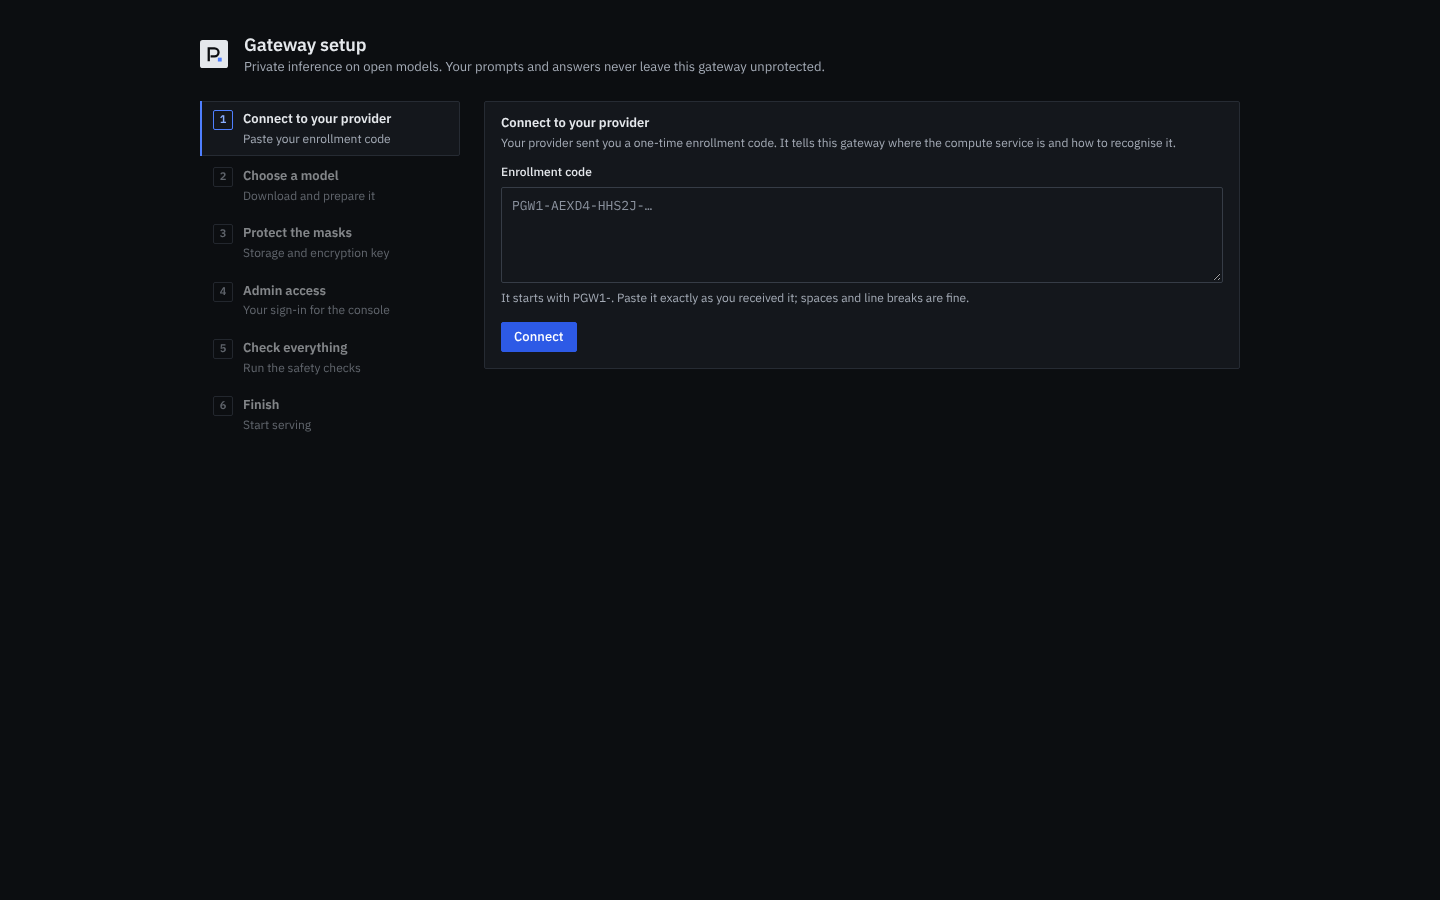 P.
Gateway setup
Private inference on open models. Your prompts and answers never leave this gateway unprotected.
1
Connect to your provider
Paste your enrollment code
2
Choose a model
Download and prepare it
3
Protect the masks
Storage and encryption key
4
Admin access
Your sign-in for the console
5
Check everything
Run the safety checks
6
Finish
Start serving
Connect to your provider
Your provider sent you a one-time enrollment code. It tells this gateway where the compute service is and how to recognise it.
Enrollment code
PGW1-AEXD4-HHS2J-…
It starts with PGW1-. Paste it exactly as you received it; spaces and line breaks are fine.
Connect